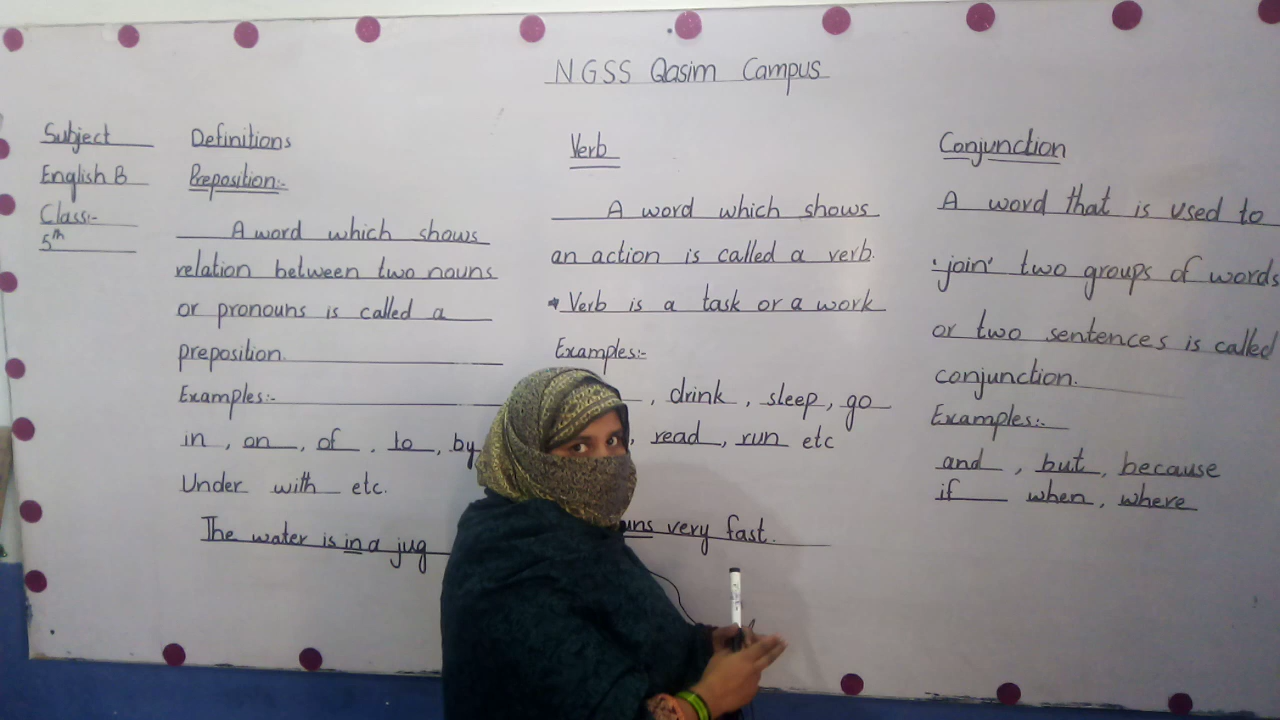 NGSS Qasim Campus
Subject
English B
Class:-
5th
Definitions
Preposition:-
A word which shows
relation between two nouns
or pronouns is called a
preposition.
Examples:-
in, on, of, to, by
Under with etc.
The water is in a jug
Verb
A word which shows
an action is called a verb.
Verb is a task or a work
Examples:-
, drink, sleep, go
, read, run etc
very fast.
Conjunction
A word that is used to
'join' two groups of words
or two sentences is called
conjunction.
Examples:-
and, but, because
if when, where